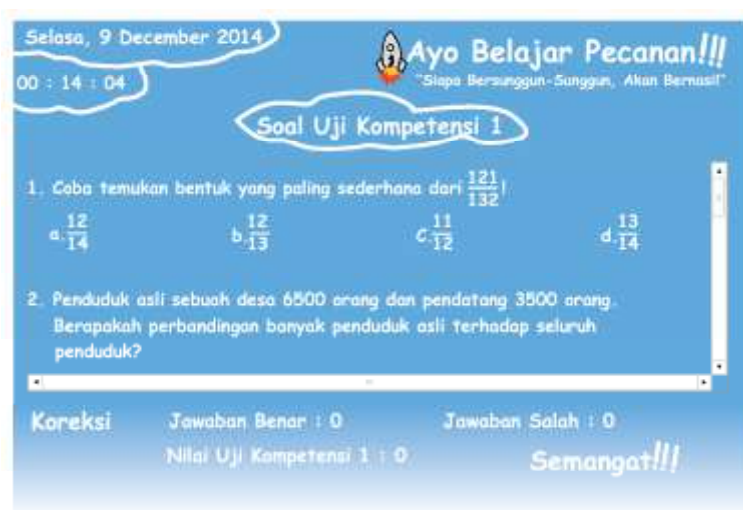 Selasa, 9 December 2014
00 : 14 : 04
Ayo Belajar Pecahan!!!
"Siapa Bersungguh-Sungguh, Akan Berhasil"
Soal Uji Kompetensi 1
1. Coba temukan bentuk yang paling sederhana dari 121/132!
a. 12/14 b. 12/13 c. 11/12 d. 13/14
2. Penduduk asli sebuah desa 6500 orang dan pendatang 3500 orang.
Berapakah perbandingan banyak penduduk asli terhadap seluruh
penduduk?
Koreksi Jawaban Benar : 0 Jawaban Salah : 0
Nilai Uji Kompetensi 1 : 0 Semangat!!!